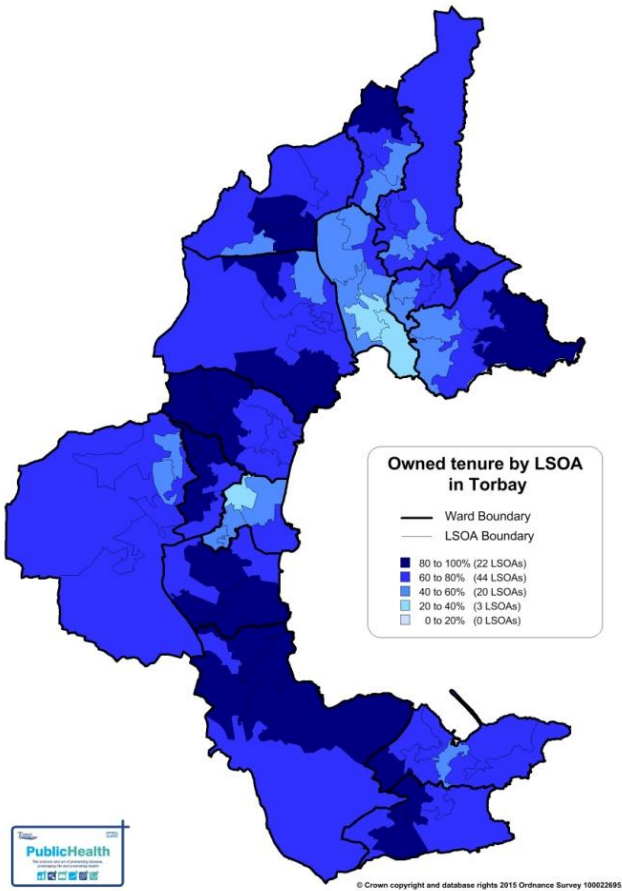 Owned tenure by LSOA
in Torbay
Ward Boundary
LSOA Boundary
80 to 100% (22 LSOAs)
60 to 80% (44 LSOAs)
40 to 60% (20 LSOAs)
20 to 40% (3 LSOAs)
0 to 20% (0 LSOAs)
PublicHealth
© Crown copyright and database rights 2015 Ordnance Survey 100022695